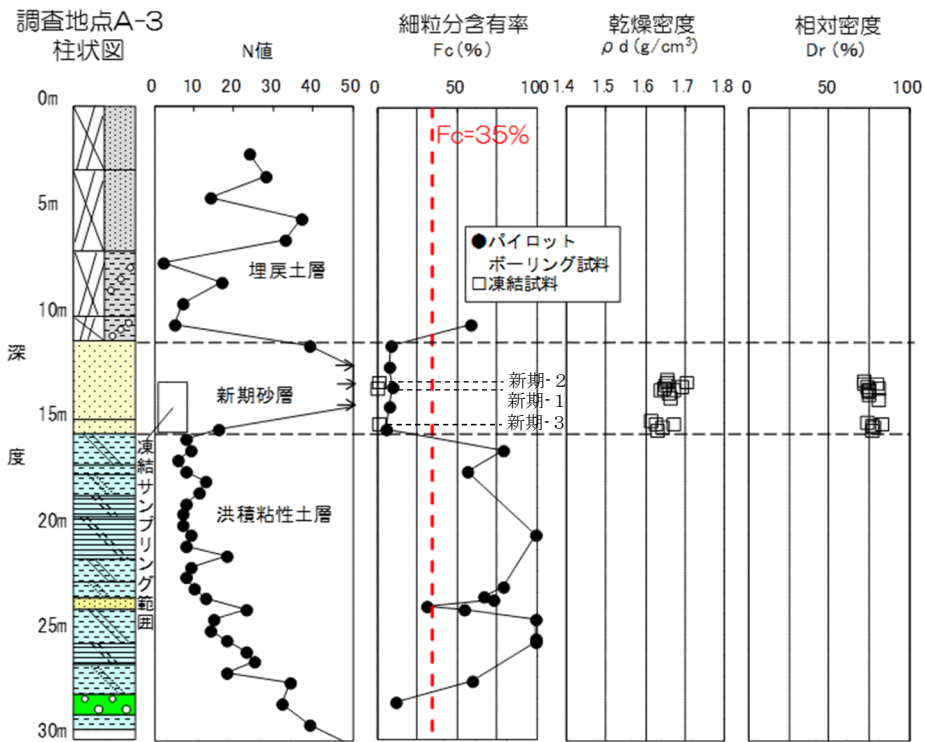 調査地点A-3
柱状図
N値
細粒分含有率
Fc(%)
乾燥密度
ρd(g/cm³)
相対密度
Dr(%)
0 10 20 30 40 50
0 50 100
1.4 1.5 1.6 1.7 1.8
0 50 100
0m
5m
10m
深
15m
度
20m
25m
30m
Fc=35%
●パイロット
ボーリング試料
□凍結試料
埋戻土層
新期砂層
新期-2
新期-1
新期-3
洪積粘性土層
凍結サンプリング範囲